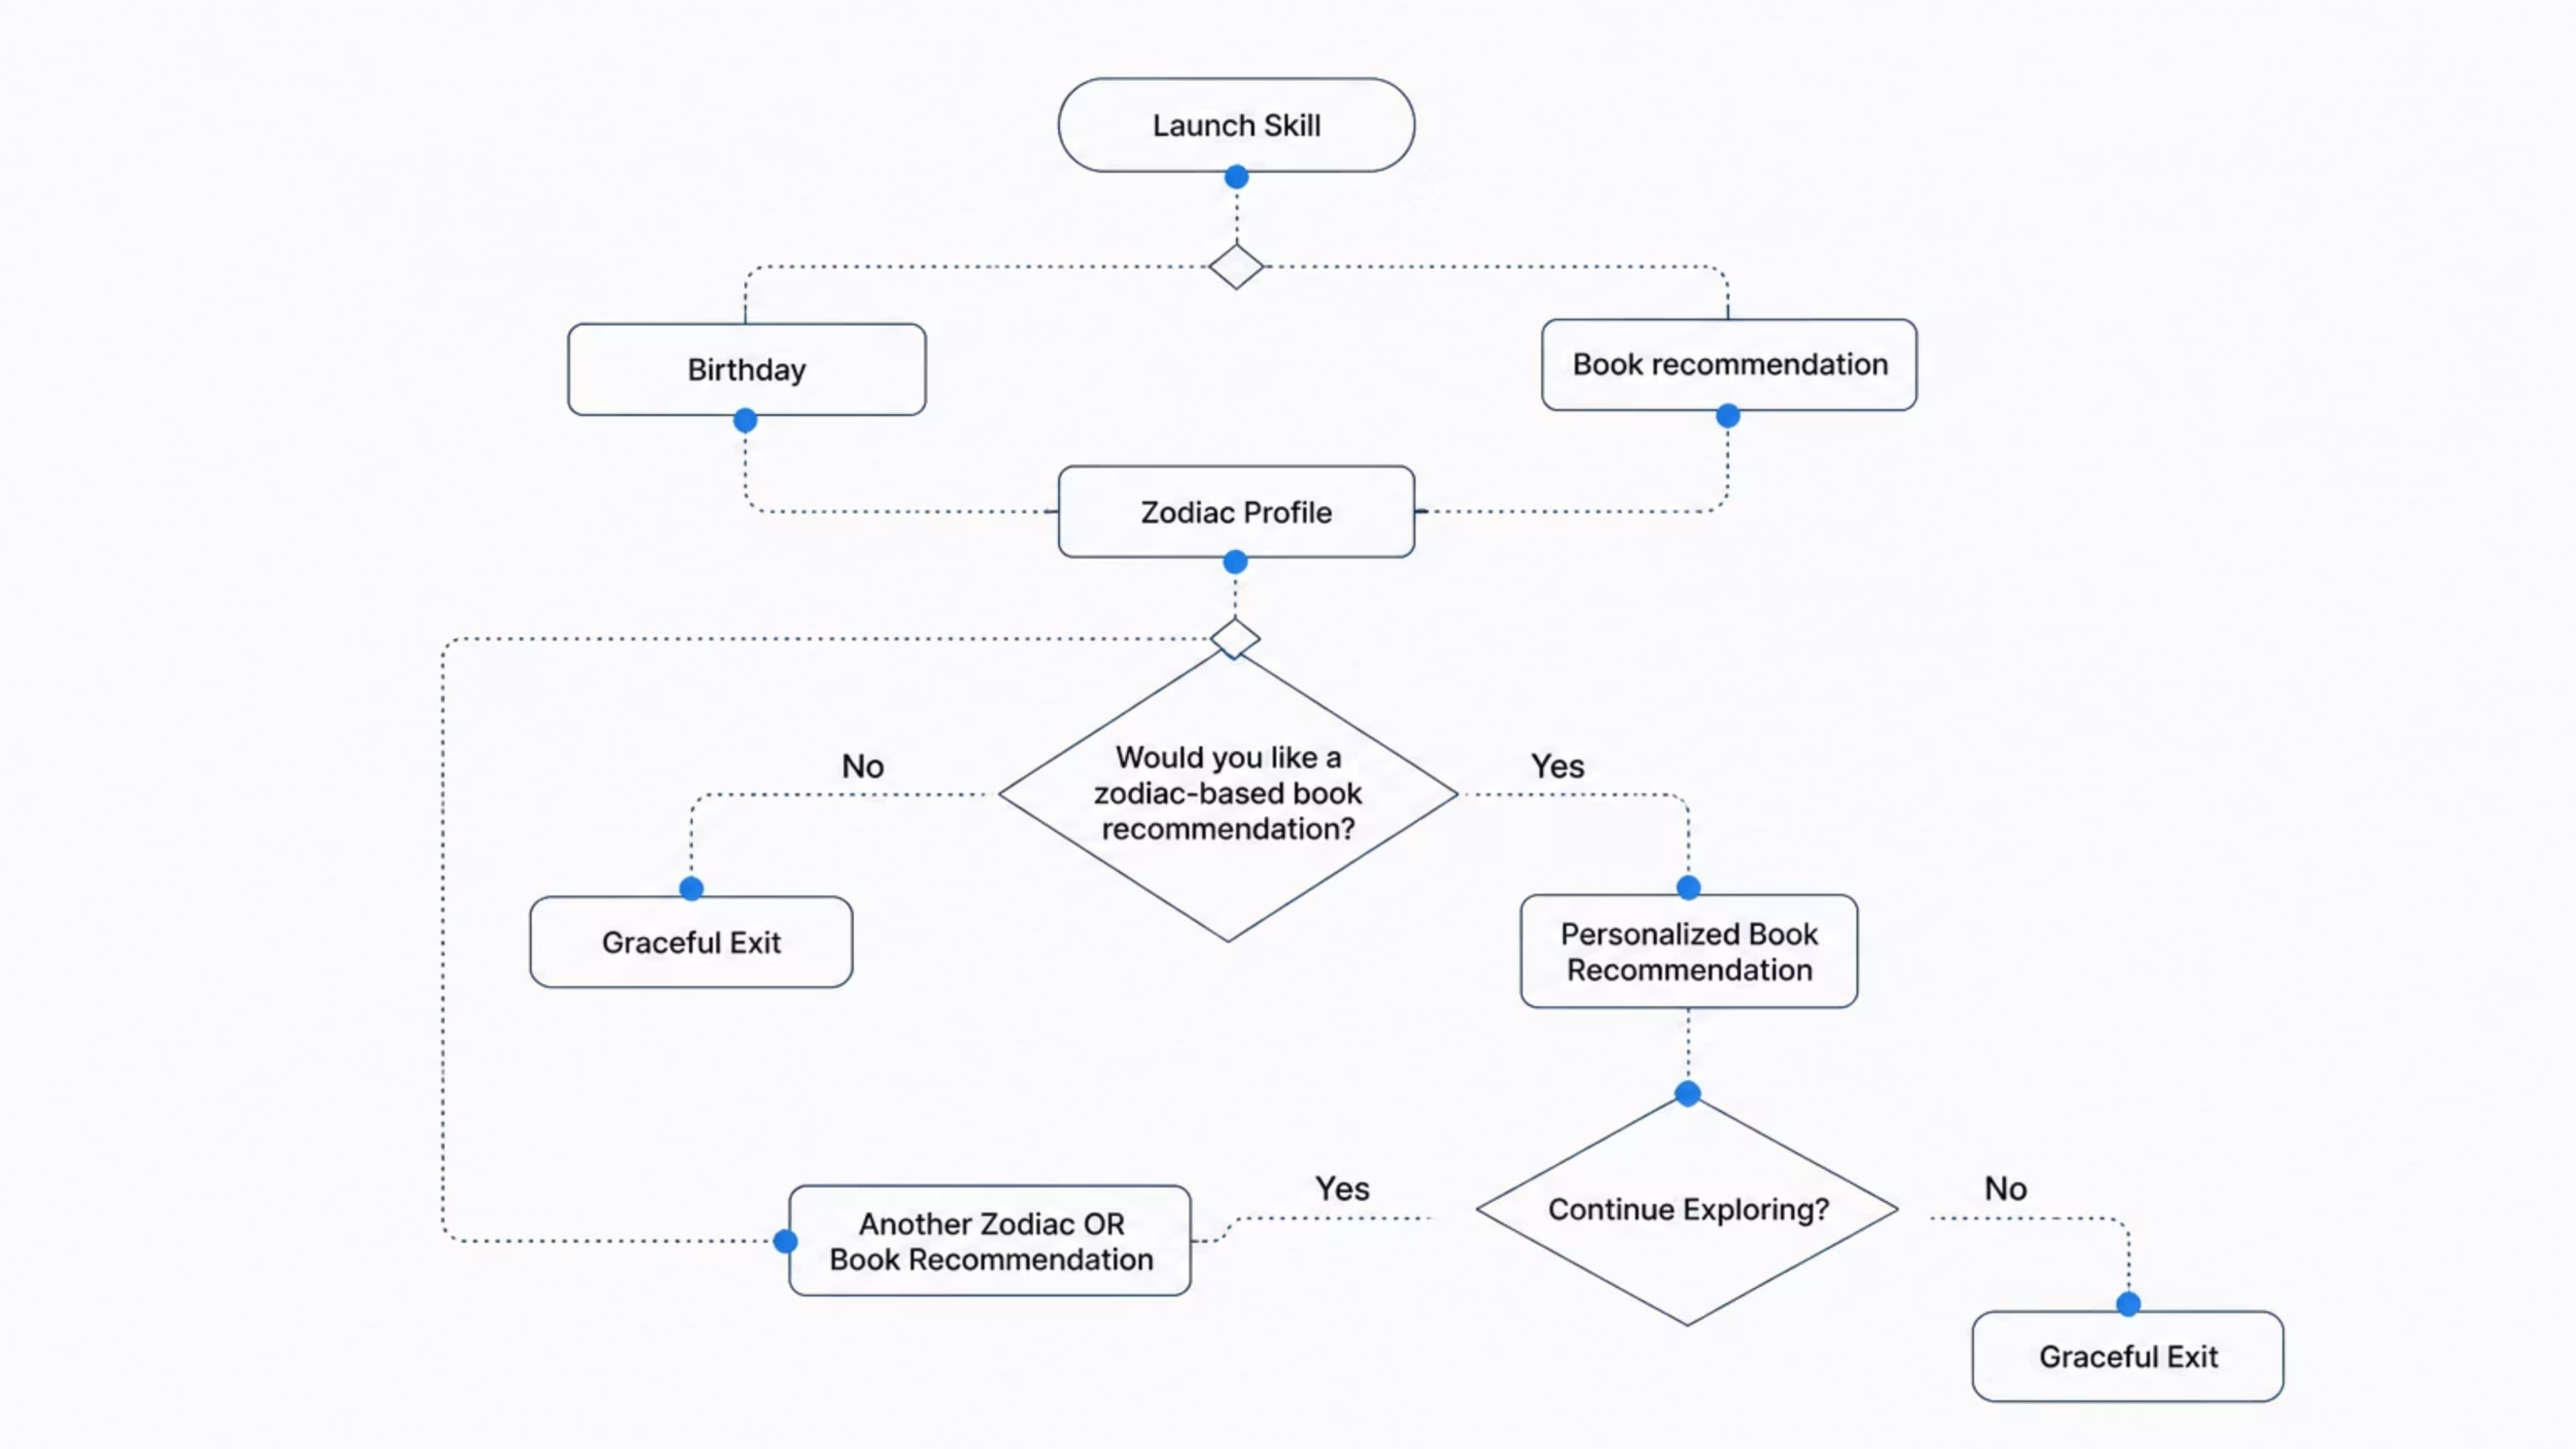 Launch Skill
Birthday
Book recommendation
Zodiac Profile
Would you like a
zodiac-based book
recommendation?
No
Yes
Graceful Exit
Personalized Book
Recommendation
Continue Exploring?
Yes
No
Another Zodiac OR
Book Recommendation
Graceful Exit